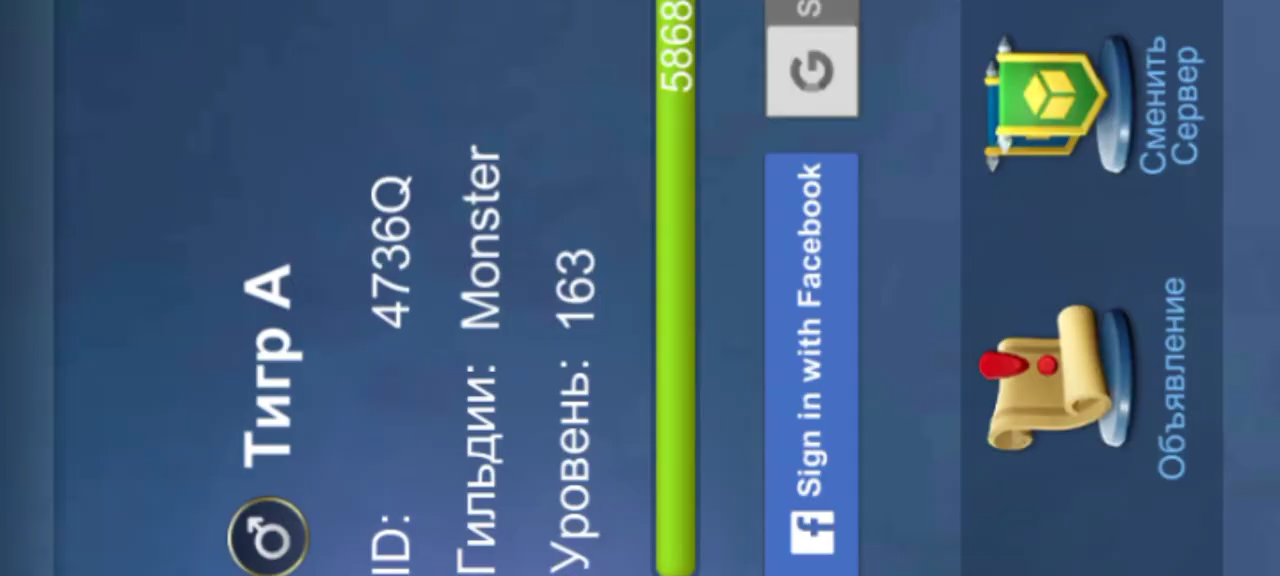 Тигр А
ID: 4736Q
Гильдии: Monster
Уровень: 163
5868
Sign in with Facebook
G S
Объявление
Сменить
Сервер